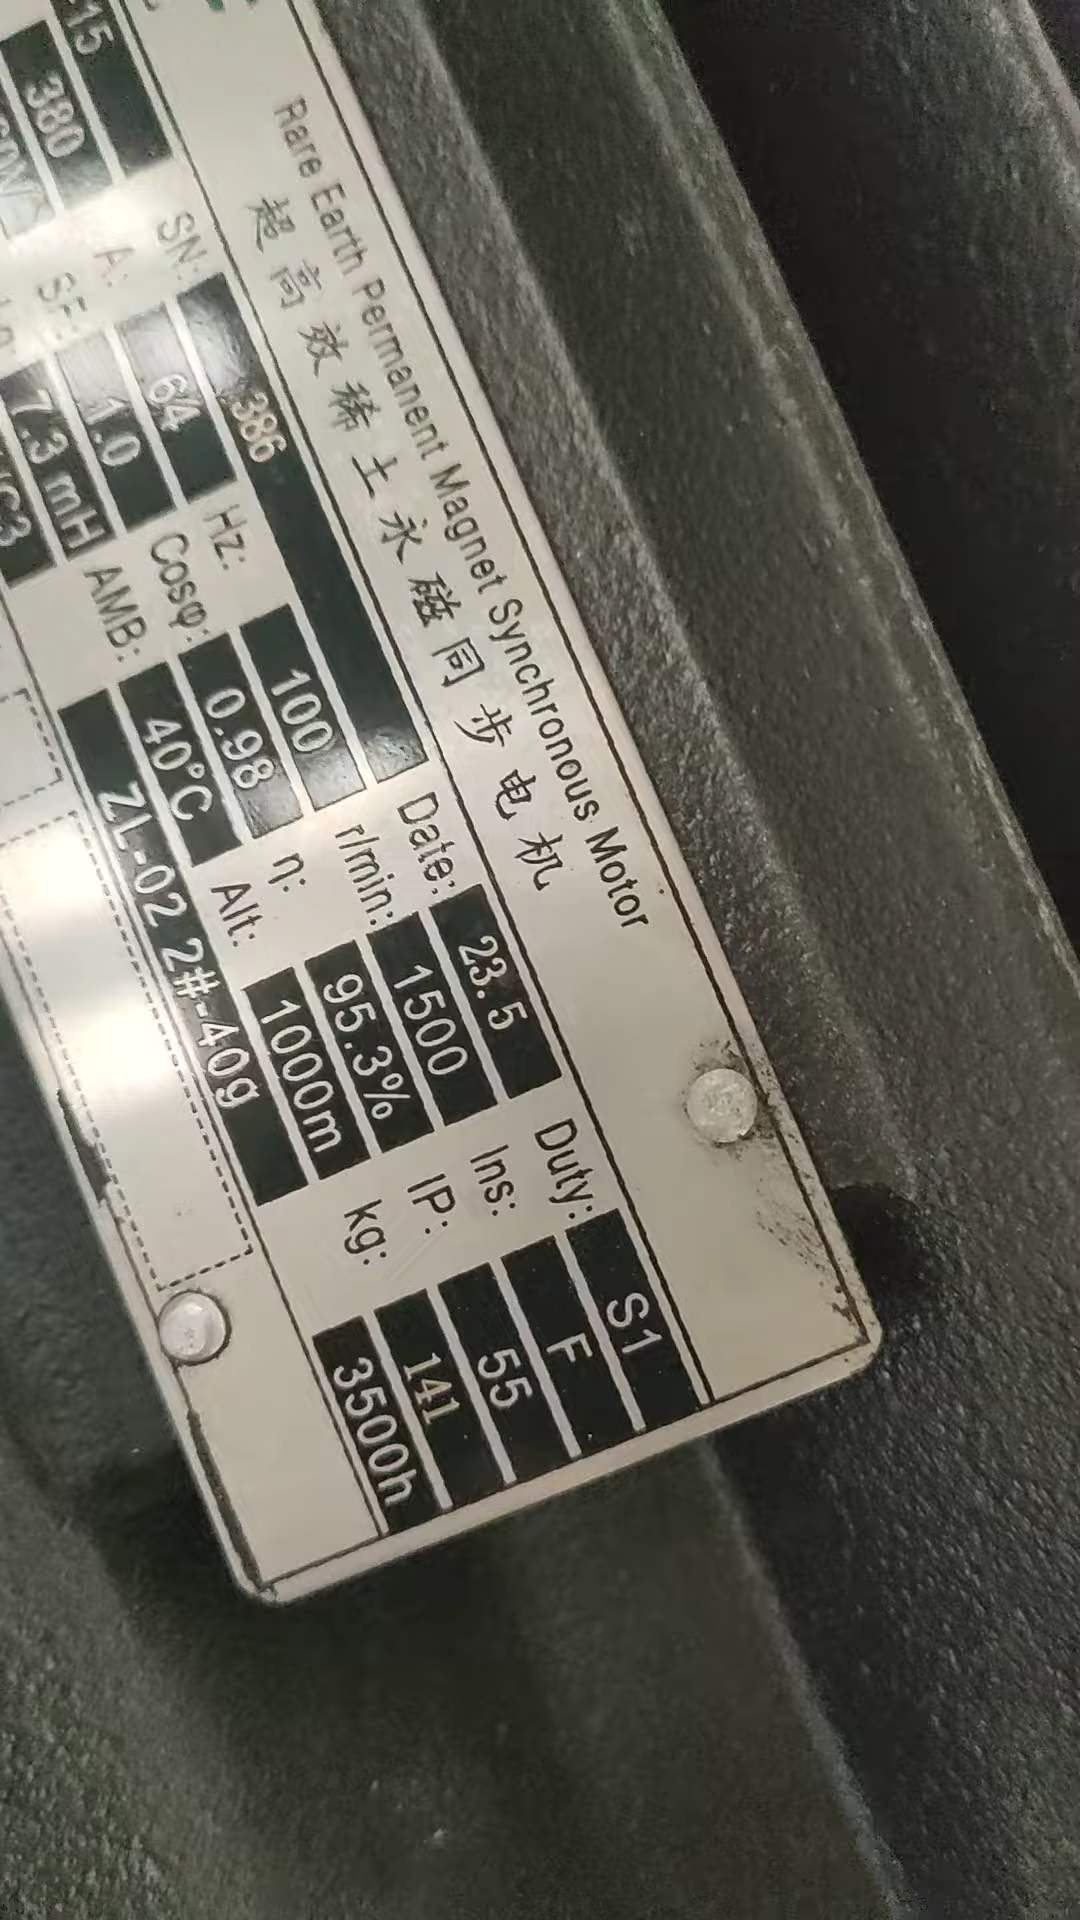 Rare Earth Permanent Magnet Synchronous Motor
超高效稀土永磁同步电机
-15 SN: 386 Date: 23.5 Duty: S1
380 A: 64 Hz: 100 r/min: 1500 Ins: F
SF: 1.0 Cosφ: 0.98 η: 95.3% IP: 55
7.3 mH AMB: 40°C Alt: 1000m kg: 141
ZL-02 2#-40g 3500h